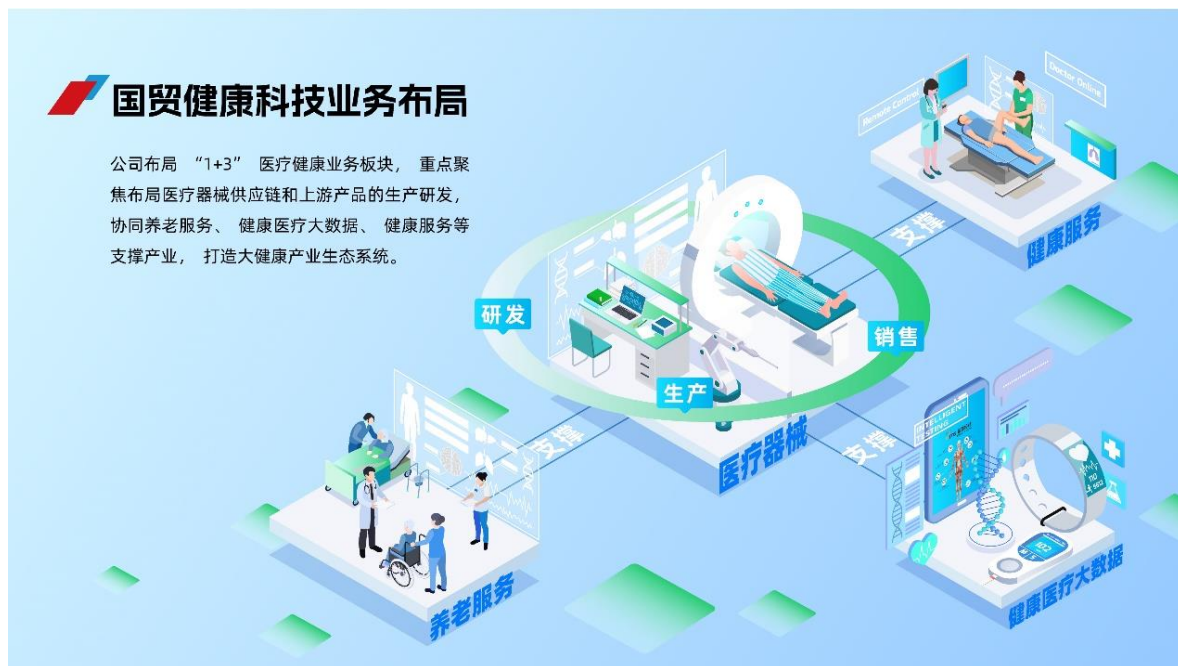 国贸健康科技业务布局
公司布局 “1+3” 医疗健康业务板块， 重点聚
焦布局医疗器械供应链和上游产品的生产研发，
协同养老服务、 健康医疗大数据、 健康服务等
支撑产业， 打造大健康产业生态系统。
Remote Control
Doctor Online
健康服务
支撑
研发
销售
生产
医疗器械
支撑
支撑
INTELLIGENT
TESTING
健康医疗大数据
养老服务